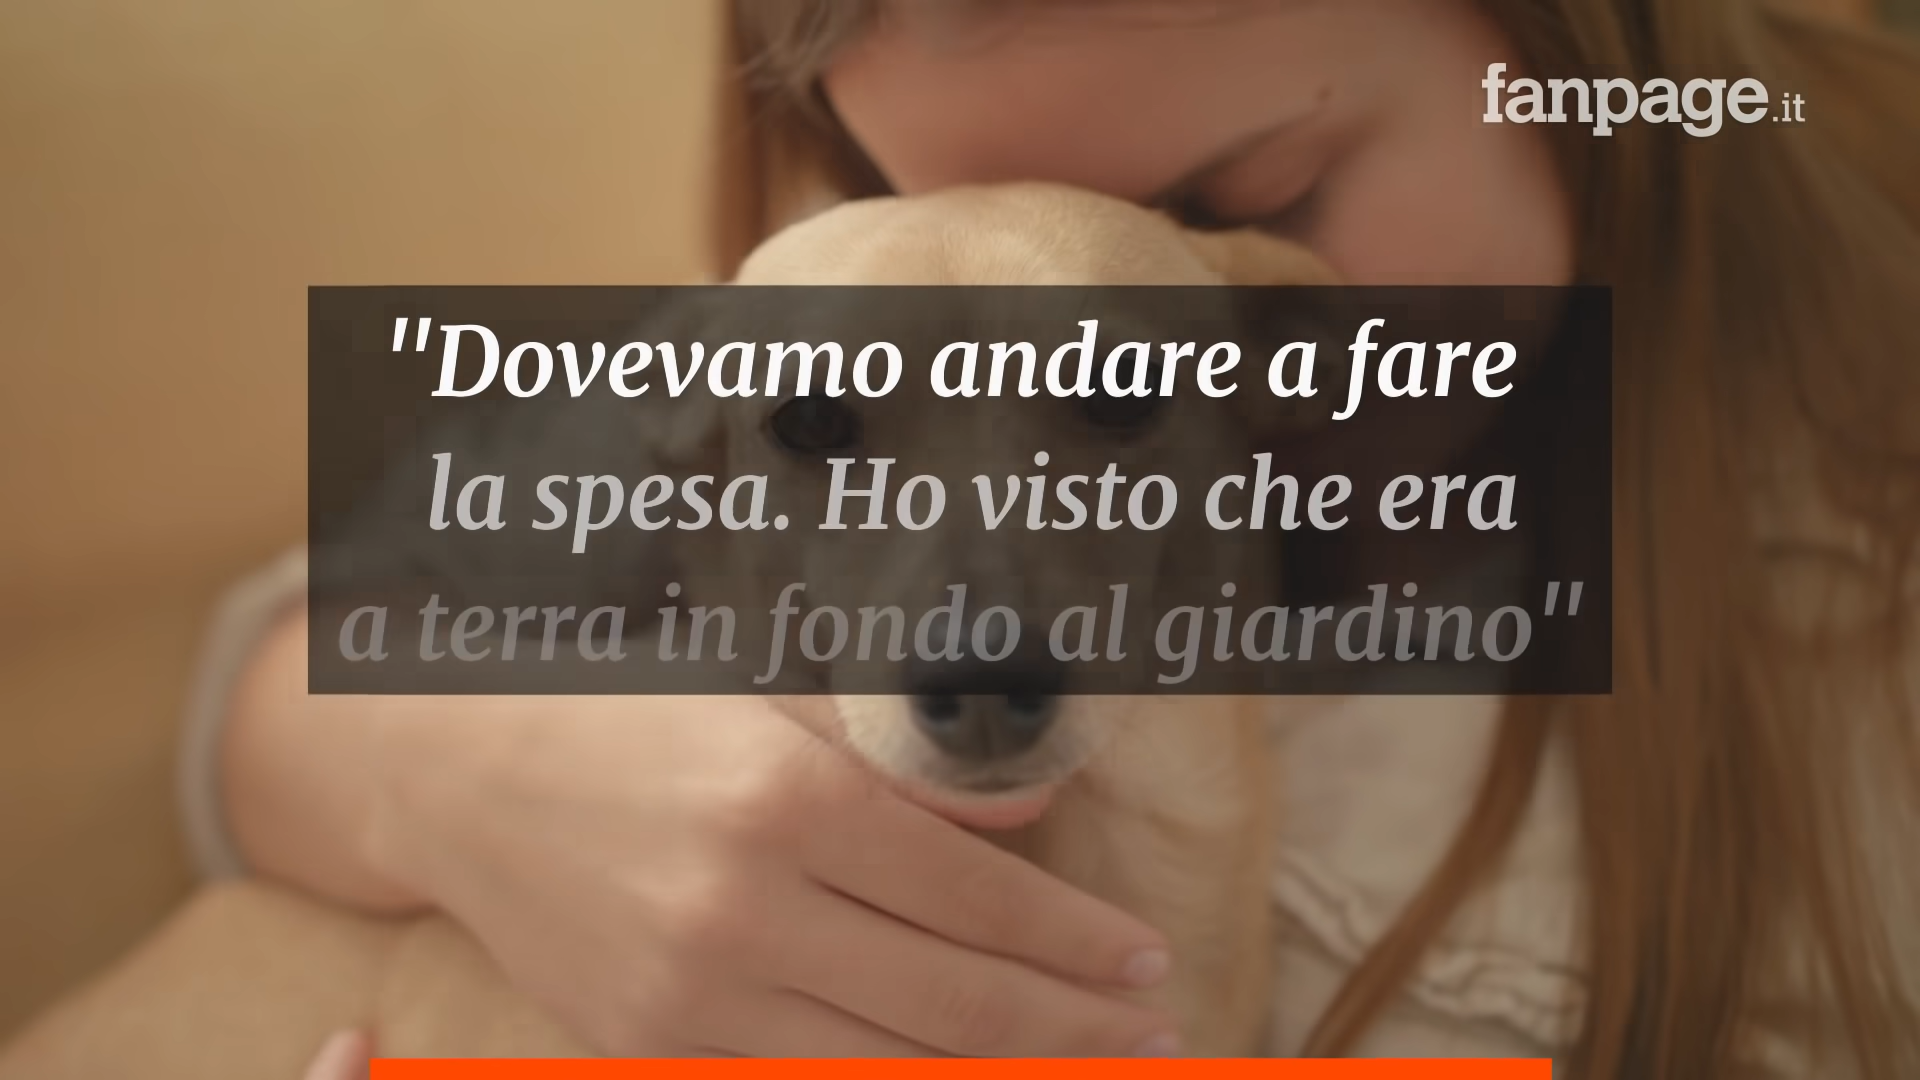 fanpage.it
"Dovevamo andare a fare
la spesa. Ho visto che era
a terra in fondo al giardino"